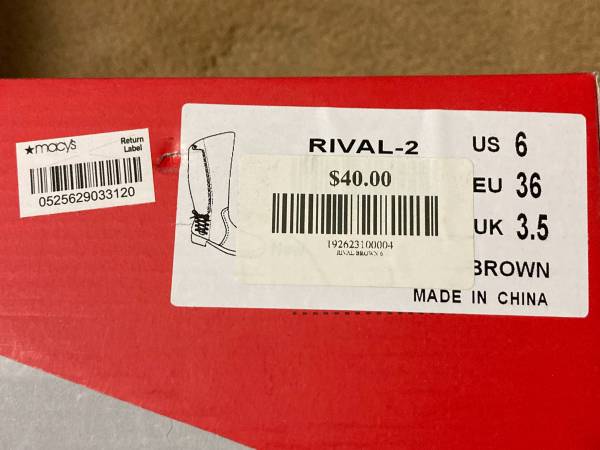 ★macy's
Return
Label
0525629033120
RIVAL-2
US 6
EU 36
UK 3.5
BROWN
MADE IN CHINA
$40.00
192623100004
RIVAL BROWN 6